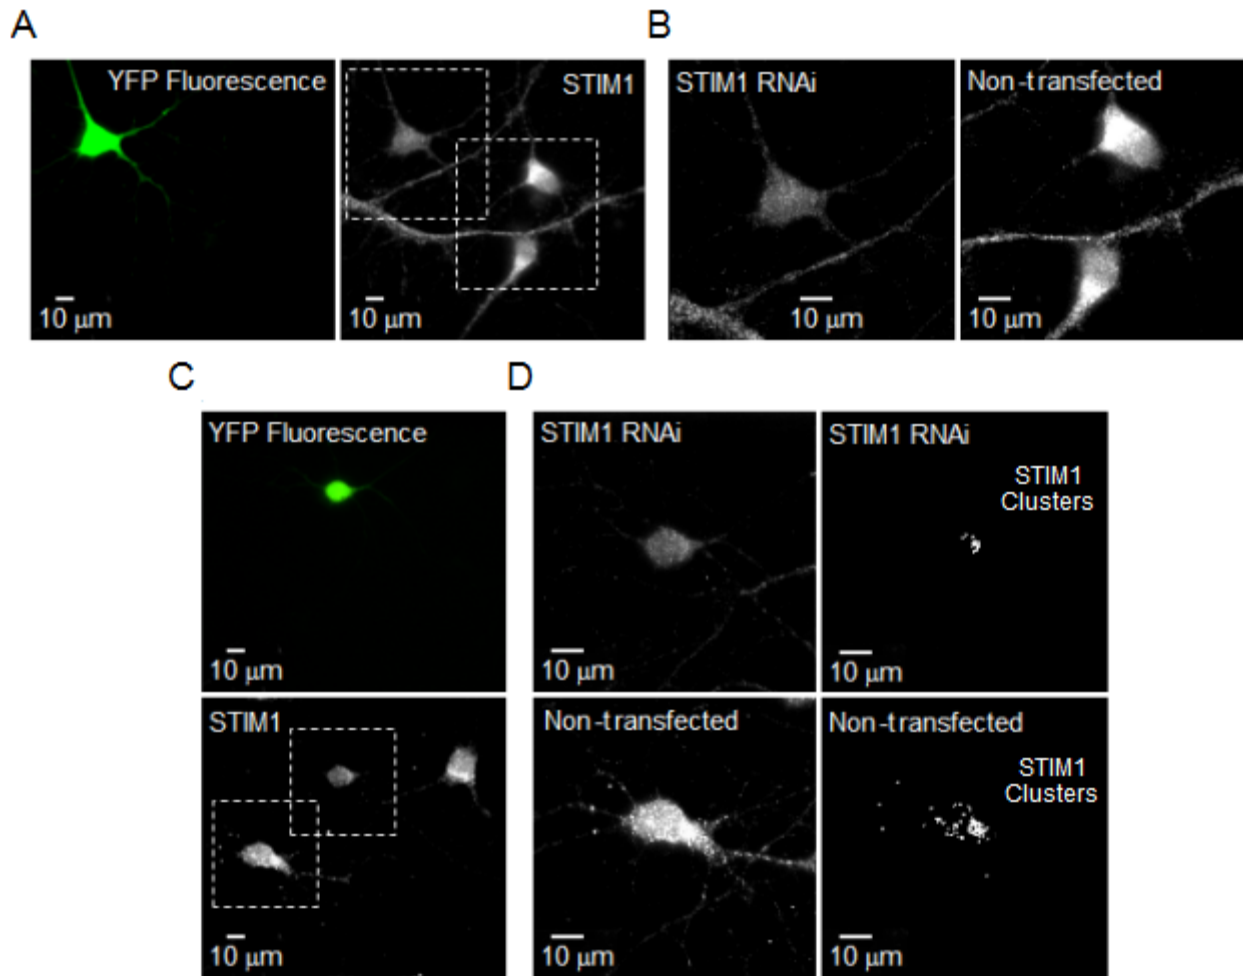 A
B
YFP Fluorescence
STIM1
STIM1 RNAi
Non-transfected
10 μm
10 μm
10 μm
10 μm
C
D
YFP Fluorescence
STIM1 RNAi
STIM1 RNAi
STIM1
Clusters
10 μm
10 μm
10 μm
STIM1
Non-transfected
Non-transfected
STIM1
Clusters
10 μm
10 μm
10 μm